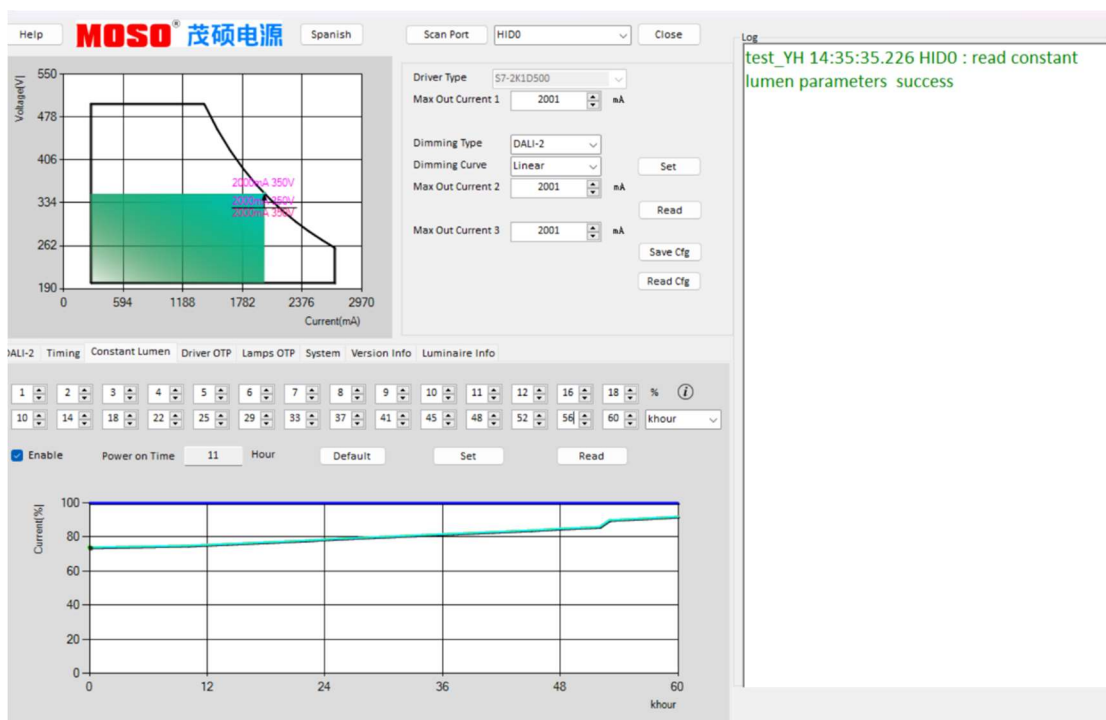 Help
MOSO® 茂硕电源
Spanish
Scan Port
HID0
Close
Log
test_YH 14:35:35.226 HID0 : read constant
lumen parameters success
Voltage(V)
550
478
406
334
262
190
0 594 1188 1782 2376 2970
Current(mA)
2000mA 350V
2000mA 350V
2000mA 350V
Driver Type S7-2K1D500
Max Out Current 1 2001 mA
Dimming Type DALI-2
Dimming Curve Linear Set
Max Out Current 2 2001 mA
Read
Max Out Current 3 2001 mA
Save Cfg
Read Cfg
DALI-2 Timing Constant Lumen Driver OTP Lamps OTP System Version Info Luminaire Info
1 2 3 4 5 6 7 8 9 10 11 12 16 18 % i
10 14 18 22 25 29 33 37 41 45 48 52 56 60 khour
Enable Power on Time 11 Hour Default Set Read
Current(%)
100
80
60
40
20
0
0 12 24 36 48 60
khour